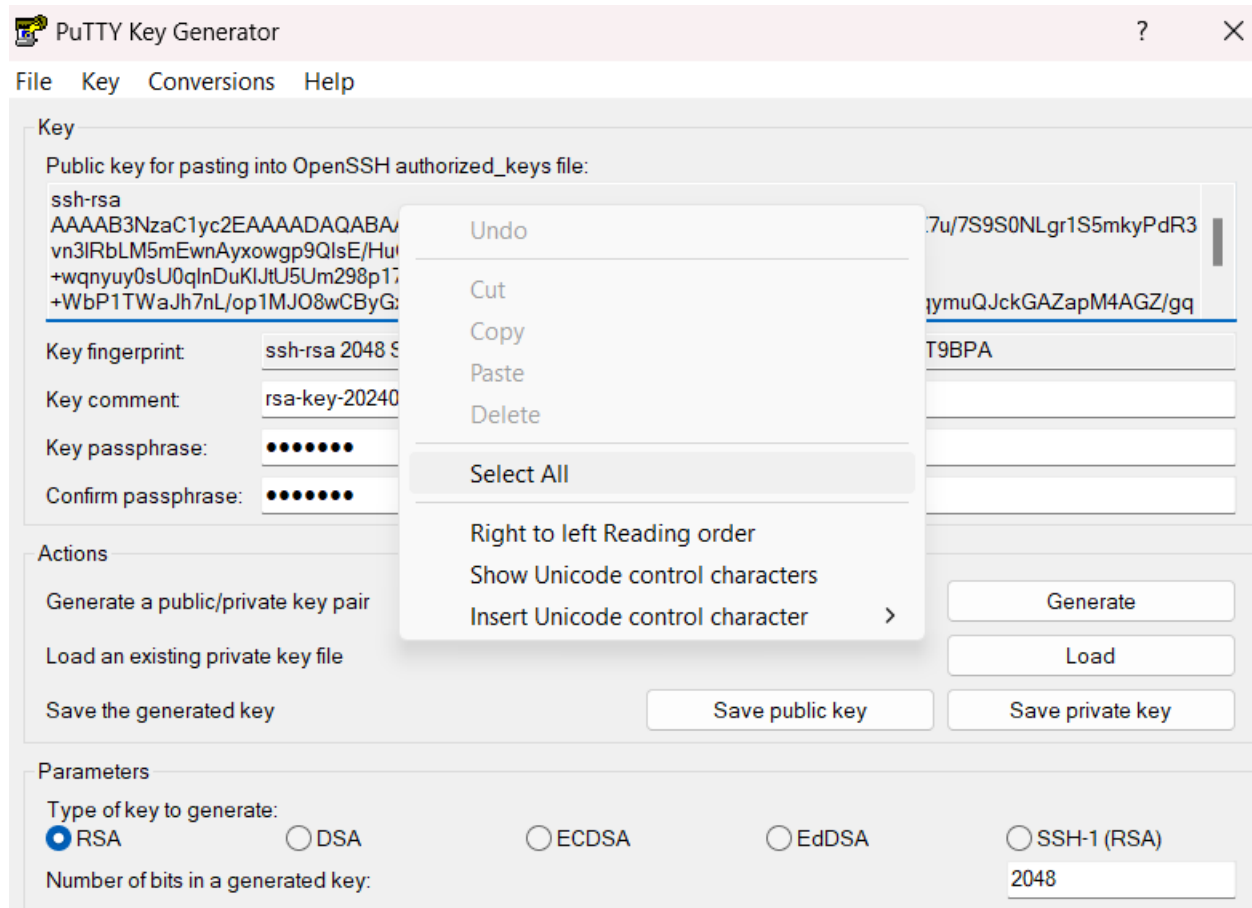 PuTTY Key Generator
?
File Key Conversions Help
Key
Public key for pasting into OpenSSH authorized_keys file:
ssh-rsa
7u/7S9S0NLgr1S5mkyPdR3
+WbP1TWaJh7nL/op1MJO8wCByG
ymuQJckGAZapM4AGZ/gq
Key fingerprint: ssh-rsa 2048 T9BPA
Key comment: rsa-key-20240
Key passphrase: •••••••
Confirm passphrase: •••••••
Undo
Cut
Copy
Paste
Delete
Select All
Right to left Reading order
Show Unicode control characters
Insert Unicode control character
Actions
Generate a public/private key pair Generate
Load an existing private key file Load
Save the generated key Save public key Save private key
Parameters
Type of key to generate:
RSA DSA ECDSA EdDSA SSH-1 (RSA)
Number of bits in a generated key: 2048